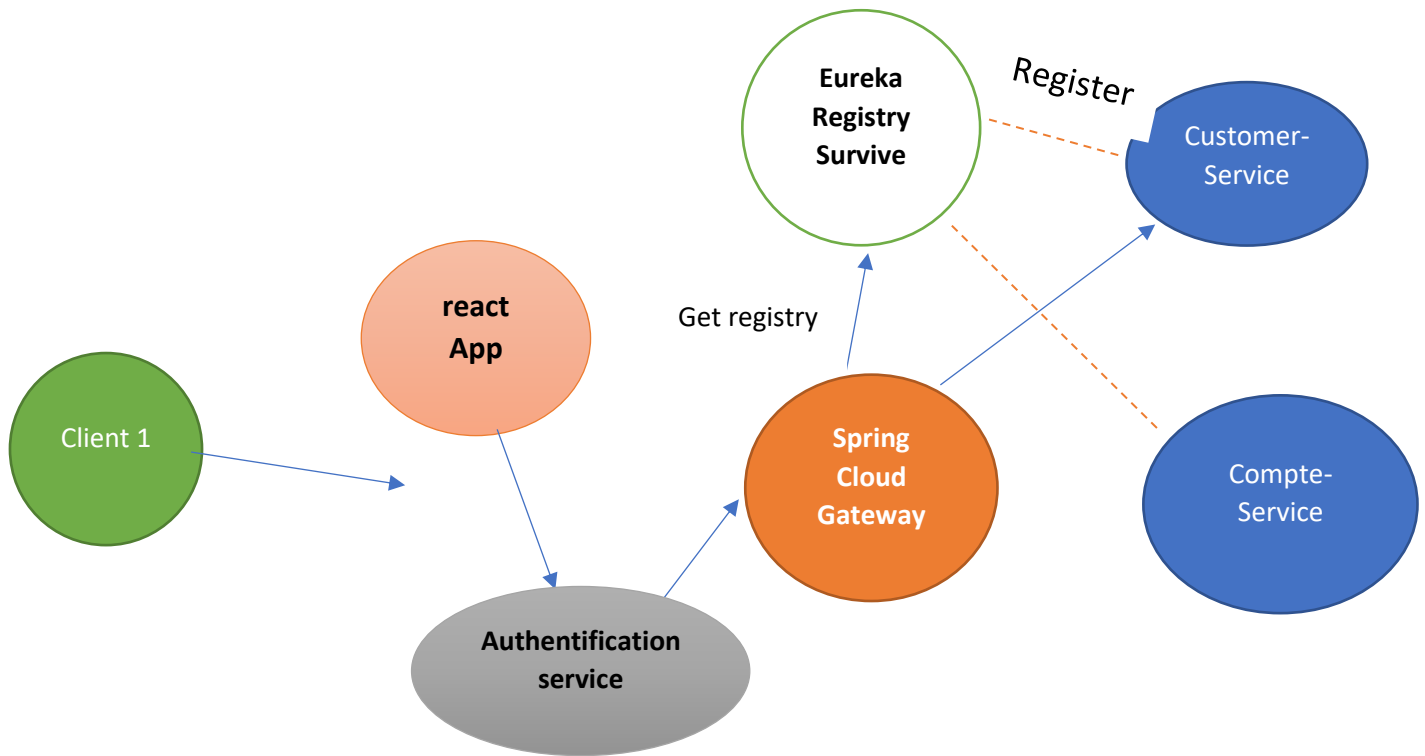 Eureka
Registry
Survive
Register
Customer-
Service
react
App
Get registry
Client 1
Spring
Cloud
Gateway
Compte-
Service
Authentification
service